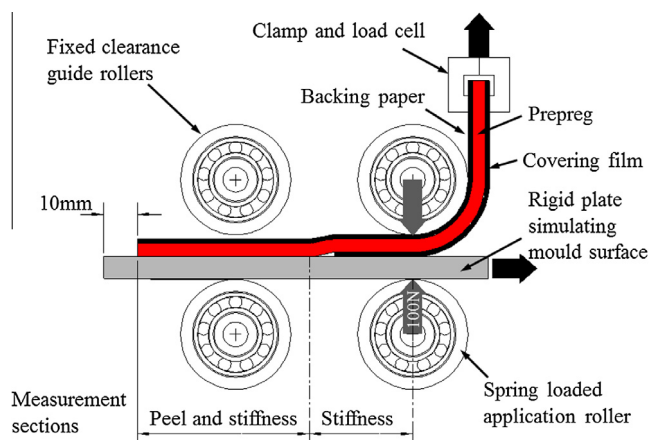 Fixed clearance
guide rollers
Clamp and load cell
Backing paper
Prepreg
Covering film
10mm
Rigid plate
simulating
mould surface
100N
Spring loaded
application roller
Measurement
sections
Peel and stiffness
Stiffness